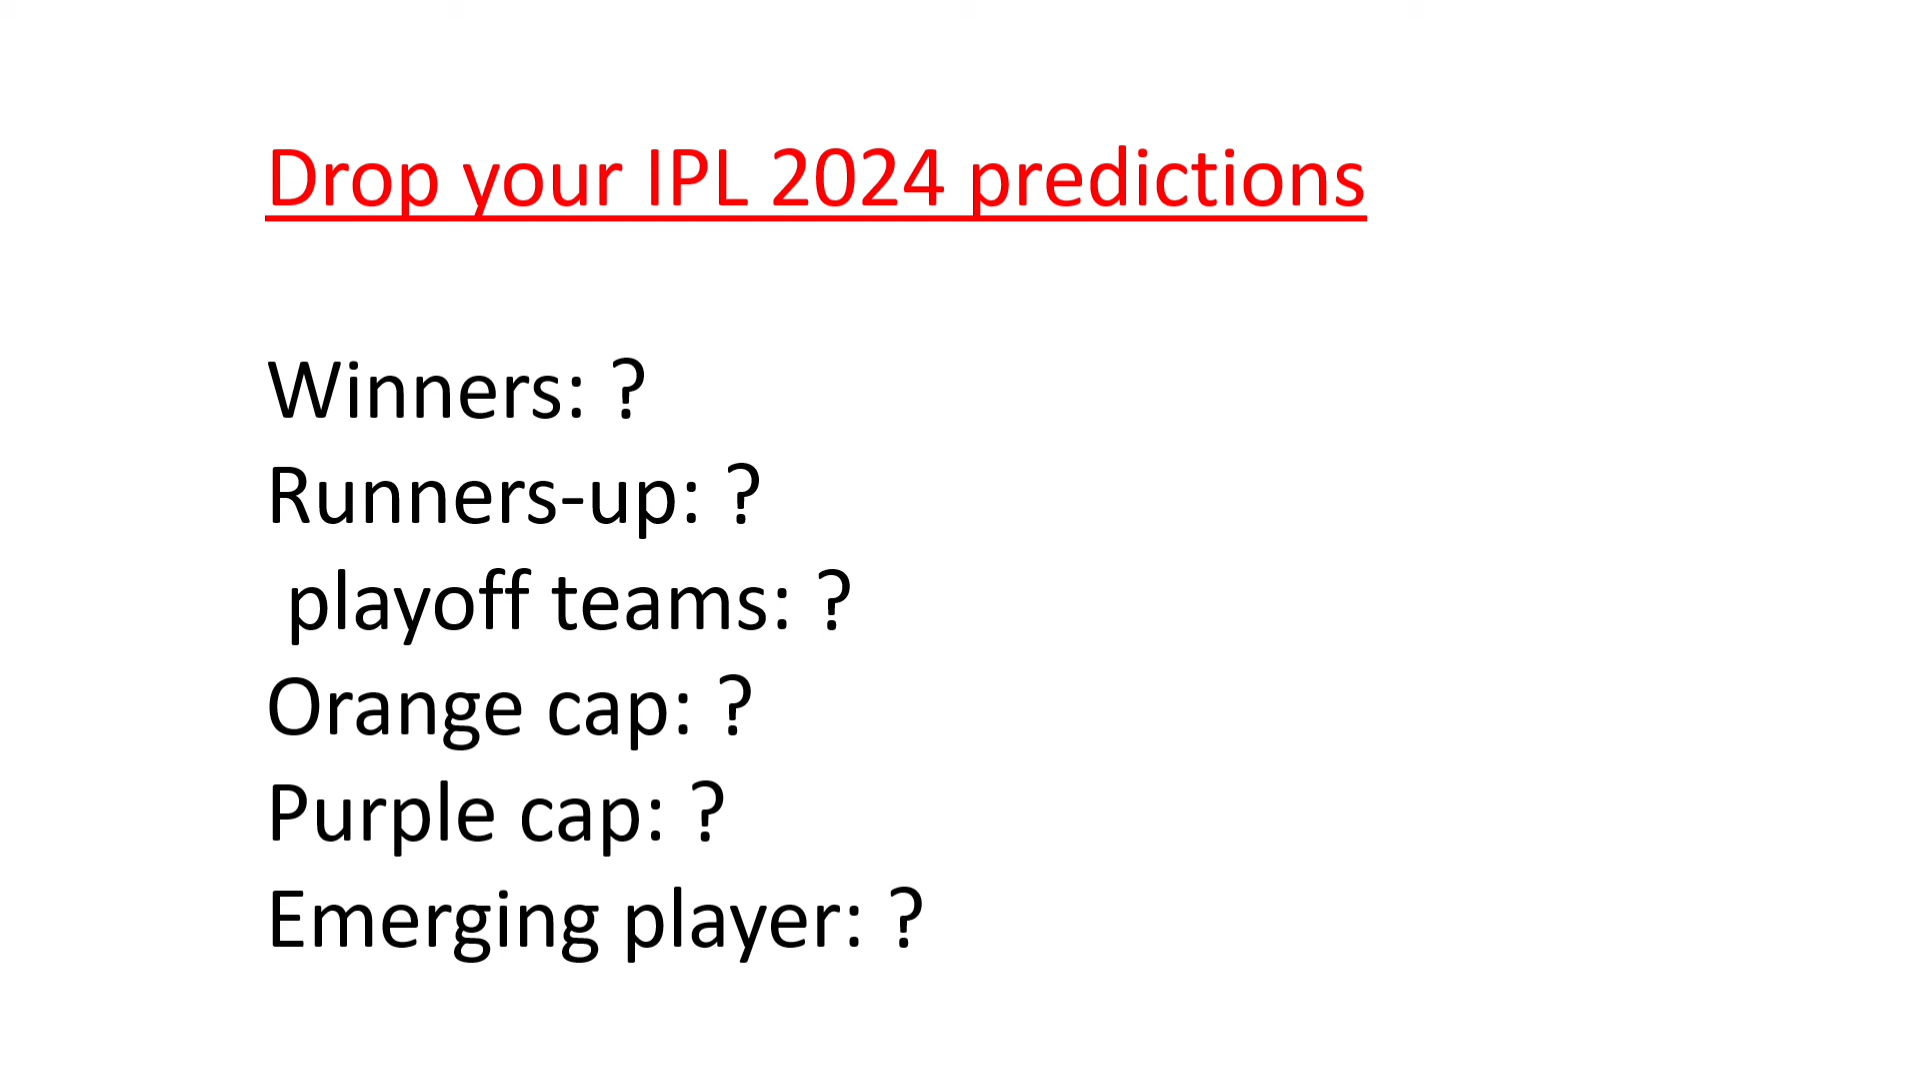 Drop your IPL 2024 predictions
Winners: ?
Runners-up: ?
playoff teams: ?
Orange cap: ?
Purple cap: ?
Emerging player: ?